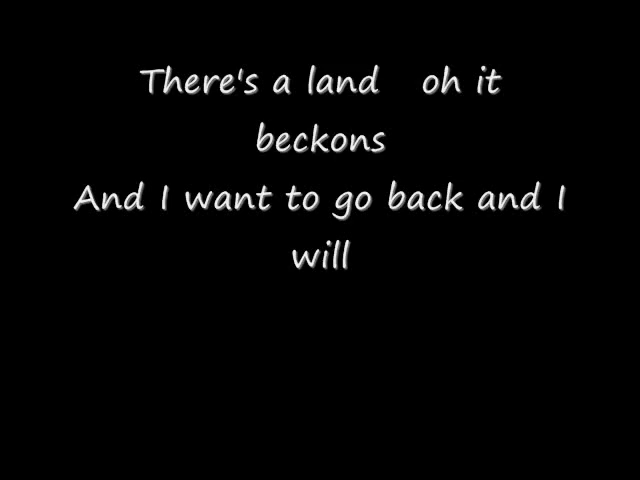 There's a land   oh it
beckons
And I want to go back and I
will